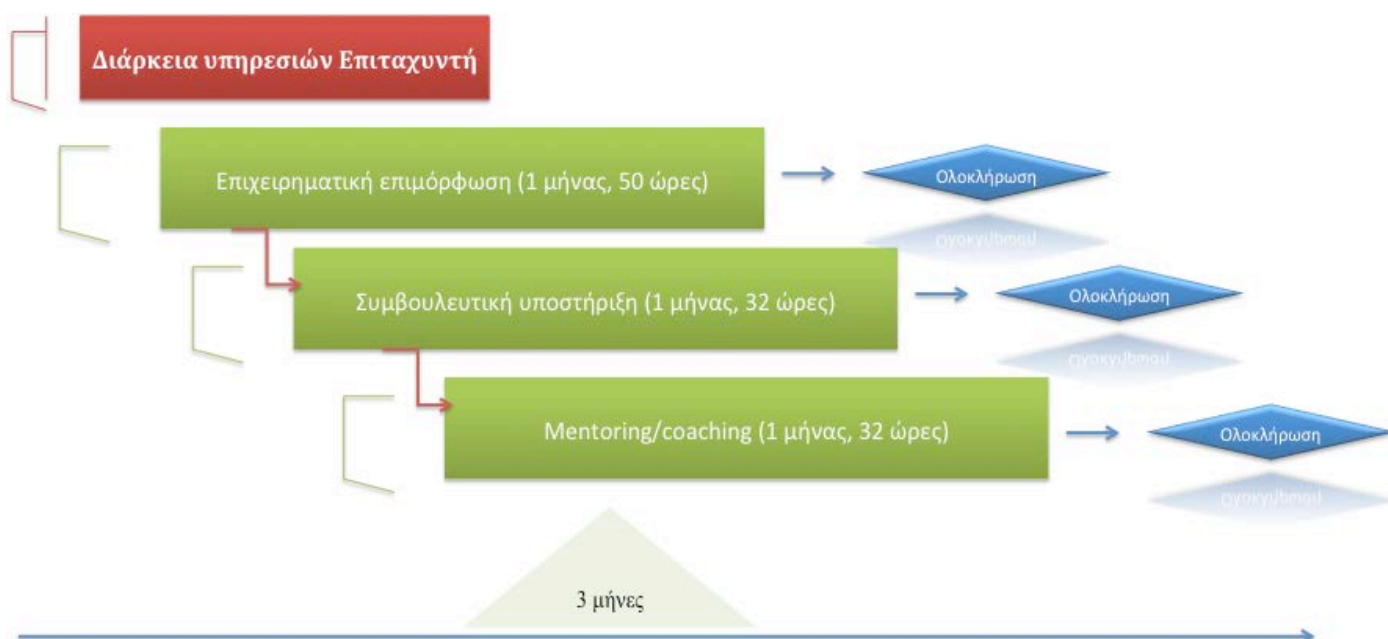 Διάρκεια υπηρεσιών Επιταχυντή
Επιχειρηματική επιμόρφωση (1 μήνας, 50 ώρες)
Ολοκλήρωση
Συμβουλευτική υποστήριξη (1 μήνας, 32 ώρες)
Ολοκλήρωση
Mentoring/coaching (1 μήνας, 32 ώρες)
Ολοκλήρωση
3 μήνες